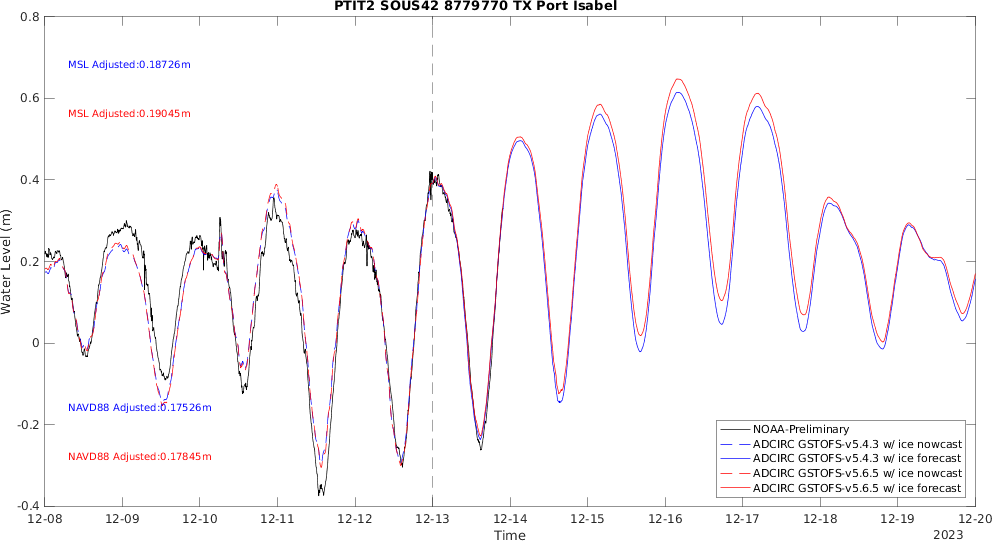 PTIT2 SOUS42 8779770 TX Port Isabel
0.8
MSL Adjusted:0.18726m
0.6
MSL Adjusted:0.19045m
0.4
Water Level (m)
0.2
0
NAVD88 Adjusted:0.17526m
-0.2
NAVD88 Adjusted:0.17845m
-0.4
NOAA-Preliminary
ADCIRC GSTOFS-v5.4.3 w/ ice nowcast
ADCIRC GSTOFS-v5.4.3 w/ ice forecast
ADCIRC GSTOFS-v5.6.5 w/ ice nowcast
ADCIRC GSTOFS-v5.6.5 w/ ice forecast
12-08 12-09 12-10 12-11 12-12 12-13 12-14 12-15 12-16 12-17 12-18 12-19 12-20
Time
2023